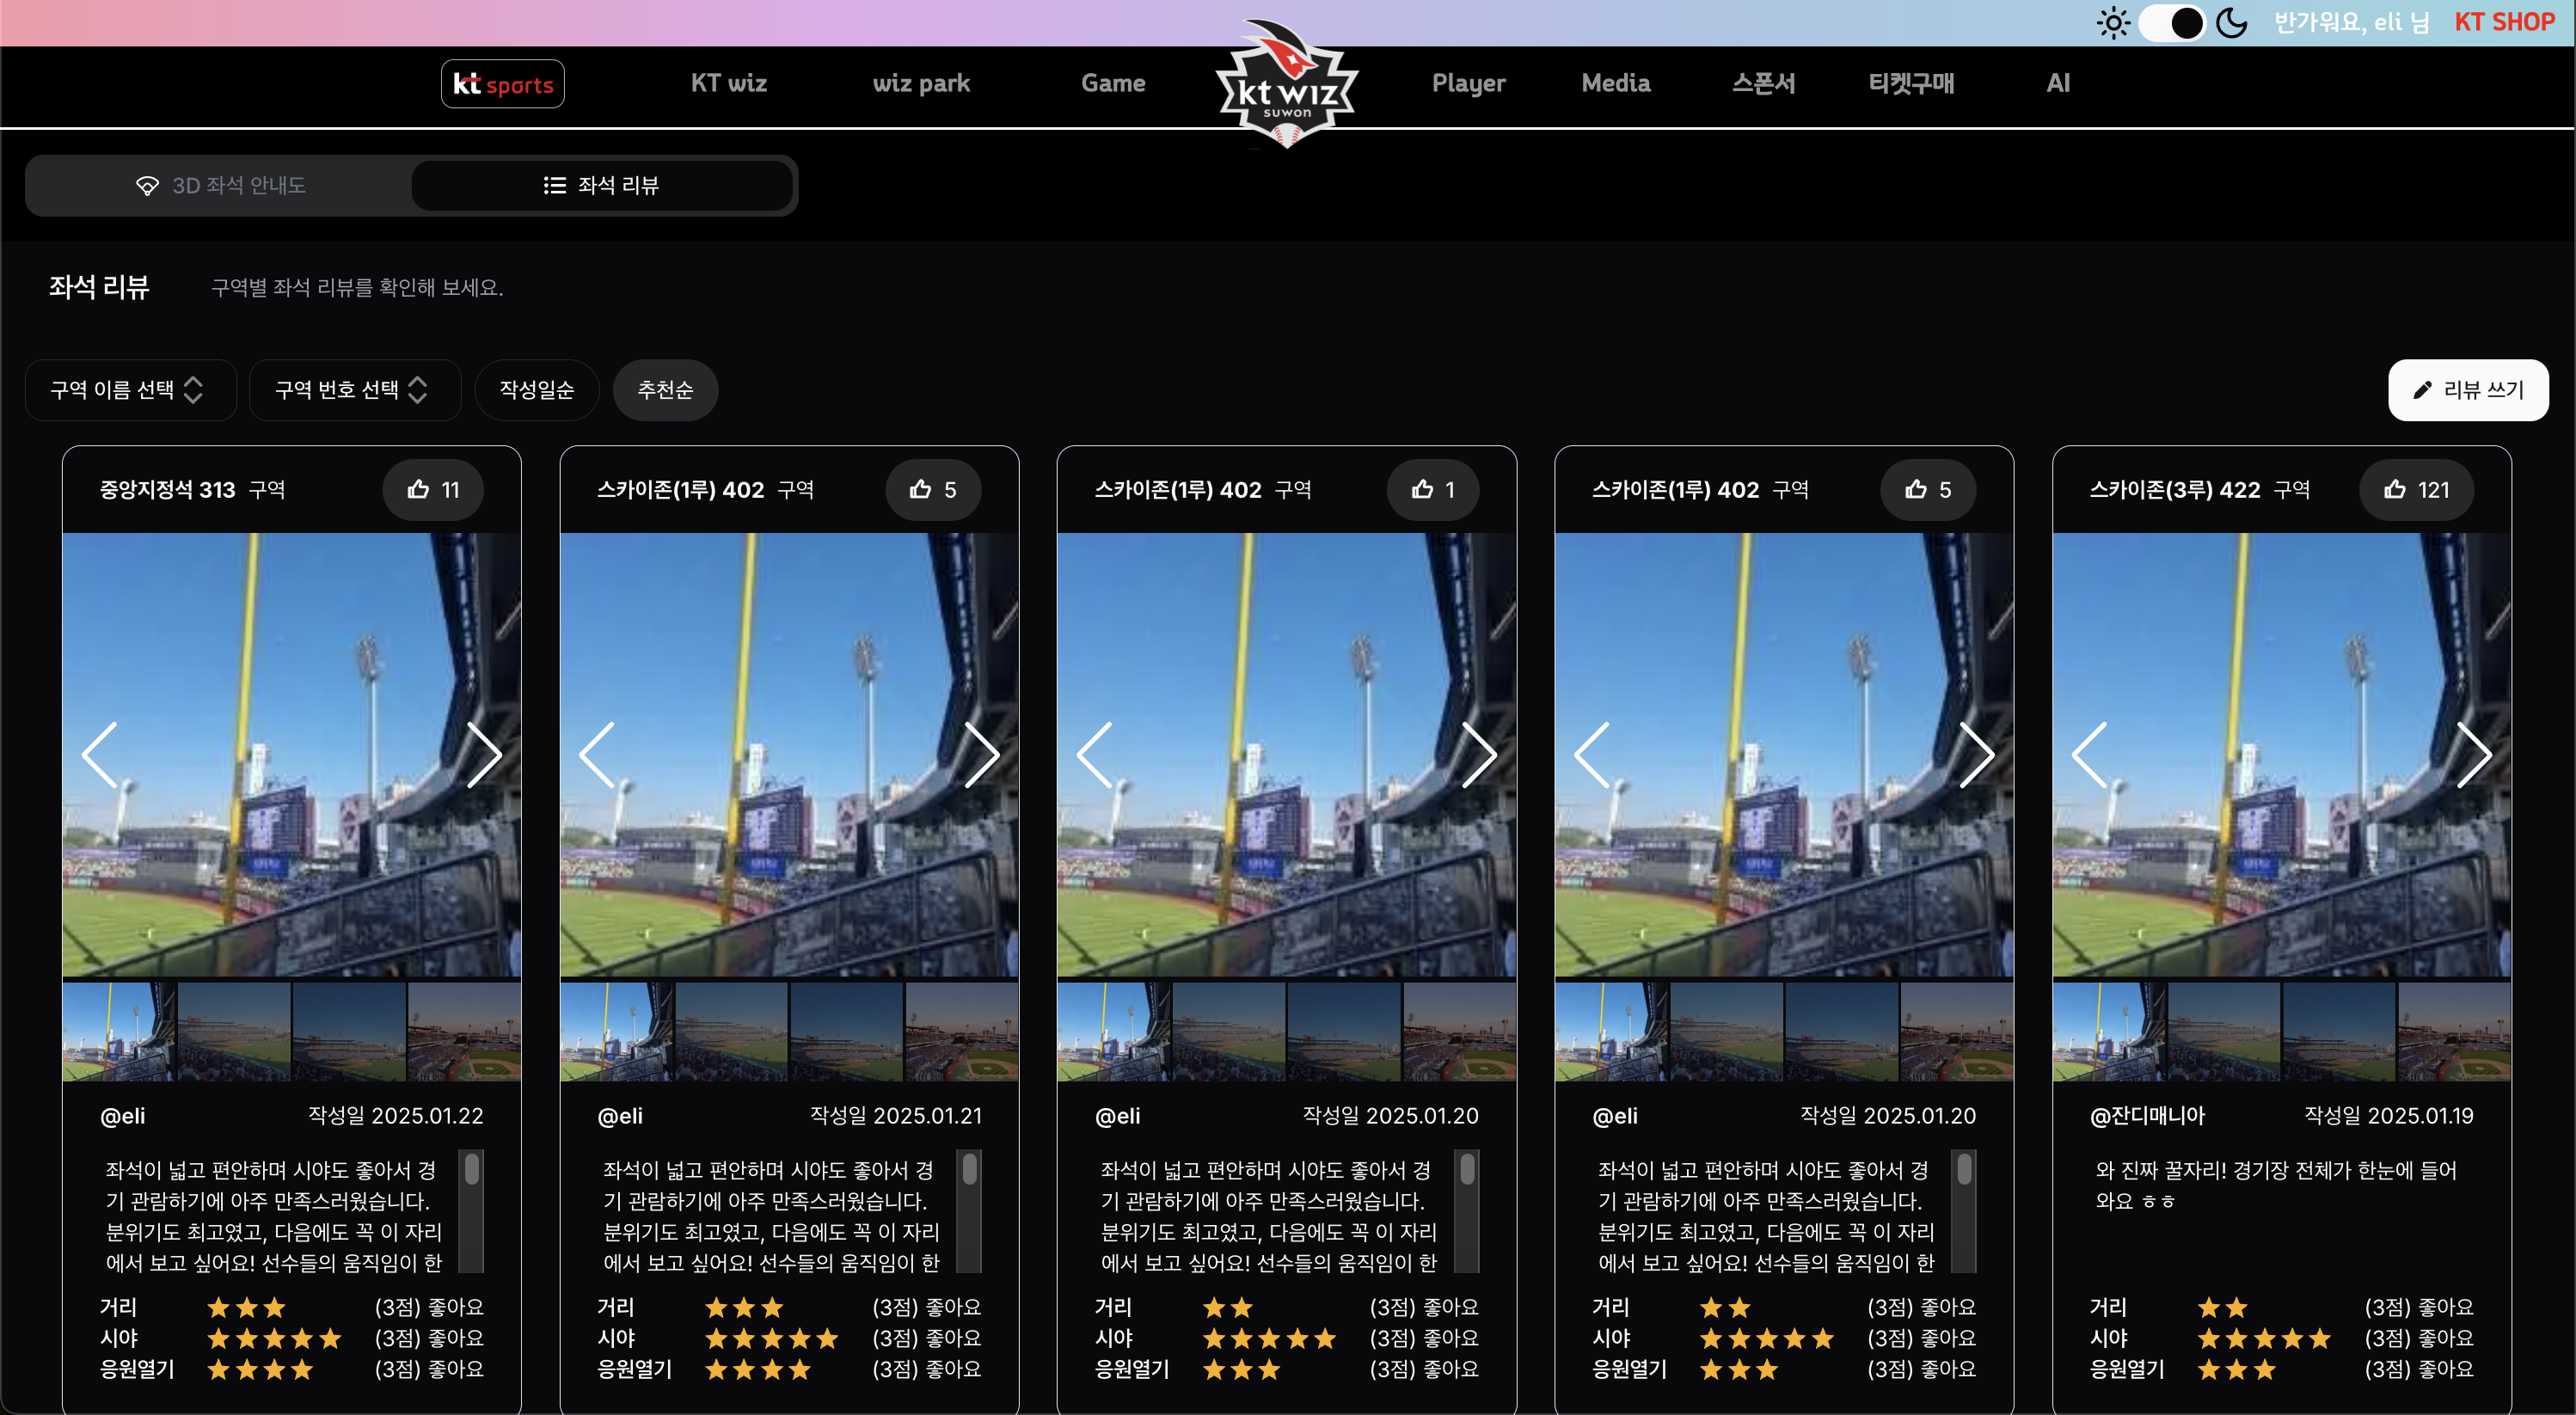 반가워요, eli 님 KT SHOP
kt sports KT wiz wiz park Game kt wiz suwon Player Media 스폰서 티켓구매 AI
3D 좌석 안내도 좌석 리뷰
좌석 리뷰 구역별 좌석 리뷰를 확인해 보세요.
구역 이름 선택 구역 번호 선택 작성일순 추천순 리뷰 쓰기
중앙지정석 313 구역 11
@eli 작성일 2025.01.22
좌석이 넓고 편안하며 시야도 좋아서 경
기 관람하기에 아주 만족스러웠습니다.
분위기도 최고였고, 다음에도 꼭 이 자리
에서 보고 싶어요! 선수들의 움직임이 한
거리 (3점) 좋아요
시야 (3점) 좋아요
응원열기 (3점) 좋아요
스카이존(1루) 402 구역 5
@eli 작성일 2025.01.21
좌석이 넓고 편안하며 시야도 좋아서 경
기 관람하기에 아주 만족스러웠습니다.
분위기도 최고였고, 다음에도 꼭 이 자리
에서 보고 싶어요! 선수들의 움직임이 한
거리 (3점) 좋아요
시야 (3점) 좋아요
응원열기 (3점) 좋아요
스카이존(1루) 402 구역 1
@eli 작성일 2025.01.20
좌석이 넓고 편안하며 시야도 좋아서 경
기 관람하기에 아주 만족스러웠습니다.
분위기도 최고였고, 다음에도 꼭 이 자리
에서 보고 싶어요! 선수들의 움직임이 한
거리 (3점) 좋아요
시야 (3점) 좋아요
응원열기 (3점) 좋아요
스카이존(1루) 402 구역 5
@eli 작성일 2025.01.20
좌석이 넓고 편안하며 시야도 좋아서 경
기 관람하기에 아주 만족스러웠습니다.
분위기도 최고였고, 다음에도 꼭 이 자리
에서 보고 싶어요! 선수들의 움직임이 한
거리 (3점) 좋아요
시야 (3점) 좋아요
응원열기 (3점) 좋아요
스카이존(3루) 422 구역 121
@잔디매니아 작성일 2025.01.19
와 진짜 꿀자리! 경기장 전체가 한눈에 들어
와요 ㅎㅎ
거리 (3점) 좋아요
시야 (3점) 좋아요
응원열기 (3점) 좋아요